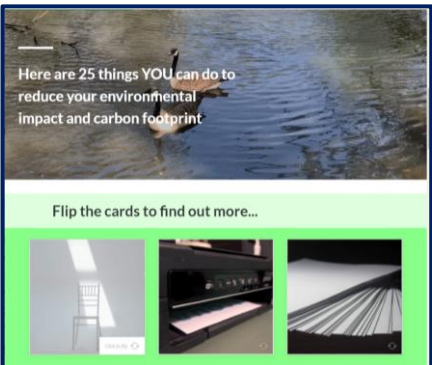 Here are 25 things YOU can do to
reduce your environmental
impact and carbon footprint
Flip the cards to find out more...